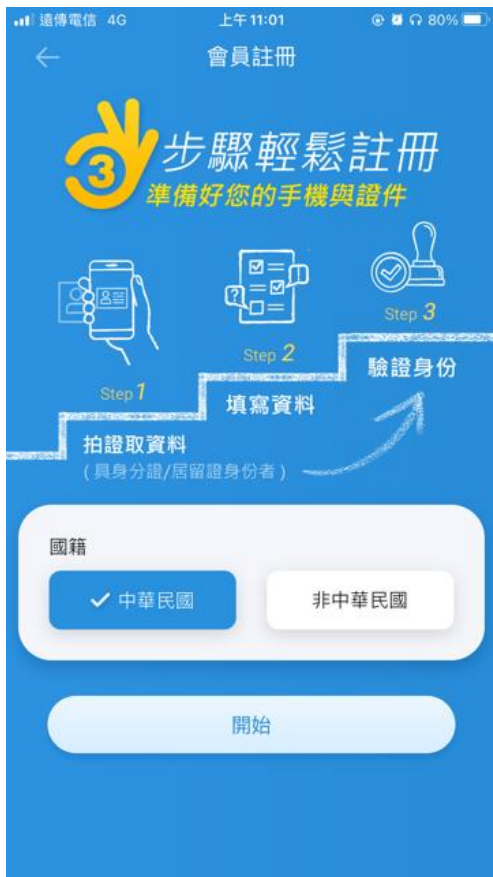 遠傳電信 4G 上午11:01 80%
會員註冊
3 步驟輕鬆註冊
準備好您的手機與證件
Step 3
驗證身份
Step 2
填寫資料
Step 1
拍證取資料
(具身分證/居留證身份者)
國籍
中華民國 非中華民國
開始